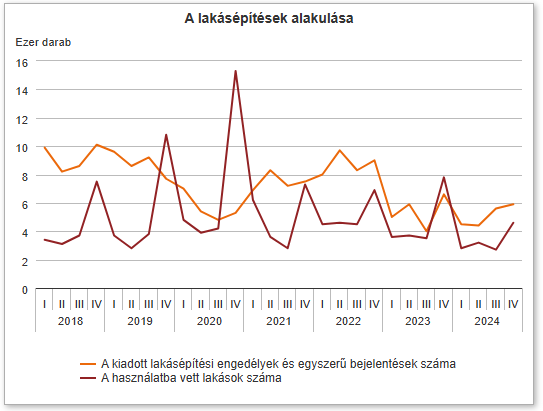 A lakásépítések alakulása
Ezer darab
16
14
12
10
8
6
4
2
0
I II III IV I II III IV I II III IV I II III IV I II III IV I II III IV I II III IV
2018 2019 2020 2021 2022 2023 2024
A kiadott lakásépítési engedélyek és egyszerű bejelentések száma
A használatba vett lakások száma